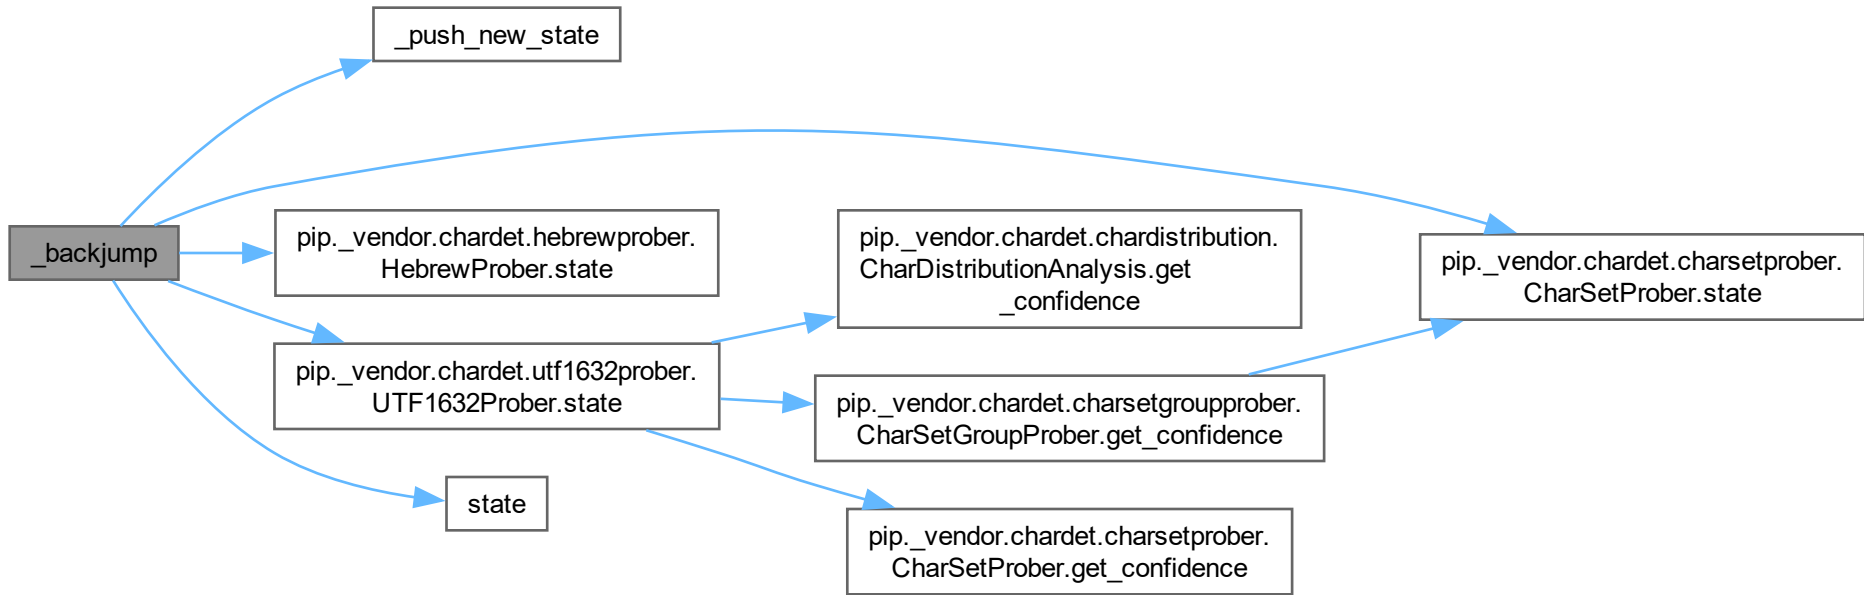 _push_new_state
_backjump
pip._vendor.chardet.hebrewprober.
HebrewProber.state
pip._vendor.chardet.utf1632prober.
UTF1632Prober.state
state
pip._vendor.chardet.chardistribution.
CharDistributionAnalysis.get
_confidence
pip._vendor.chardet.charsetgroupprober.
CharSetGroupProber.get_confidence
pip._vendor.chardet.charsetprober.
CharSetProber.get_confidence
pip._vendor.chardet.charsetprober.
CharSetProber.state